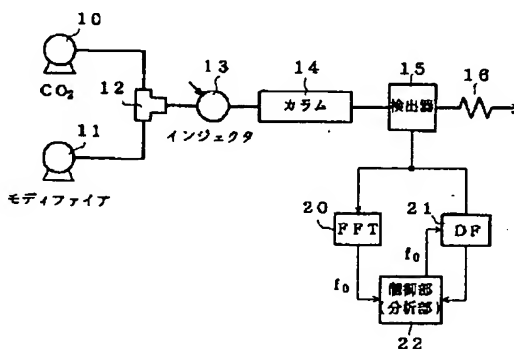 10
CO₂
12
11
モディファイア
13
インジェクタ
14
カラム
15
検出器
16
20
FFT
21
DF
f₀
f₀
制御部
(分析部)
22